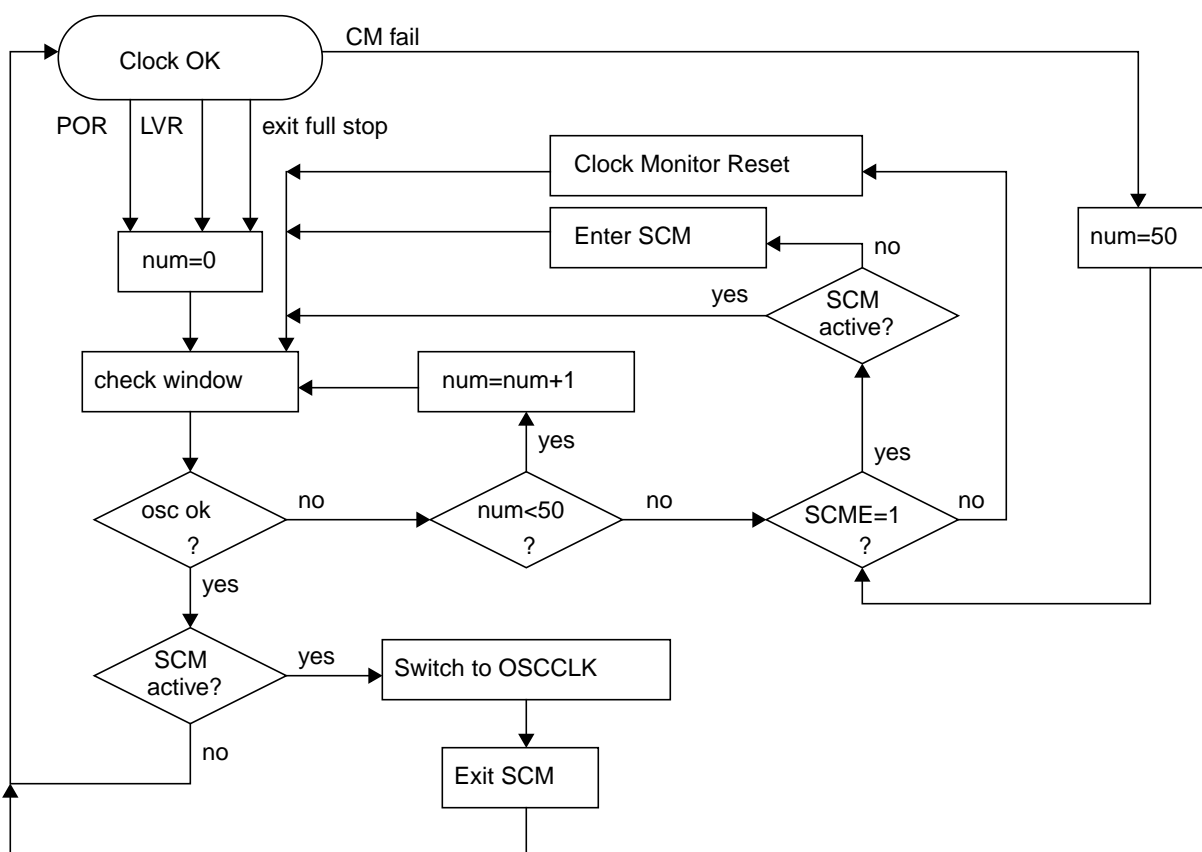 CM fail
Clock OK
POR
LVR
exit full stop
Clock Monitor Reset
Enter SCM
no
num=50
num=0
yes
SCM
active?
check window
num=num+1
yes
yes
osc ok
?
no
num<50
?
no
SCME=1
?
no
yes
SCM
active?
yes
Switch to OSCCLK
no
Exit SCM